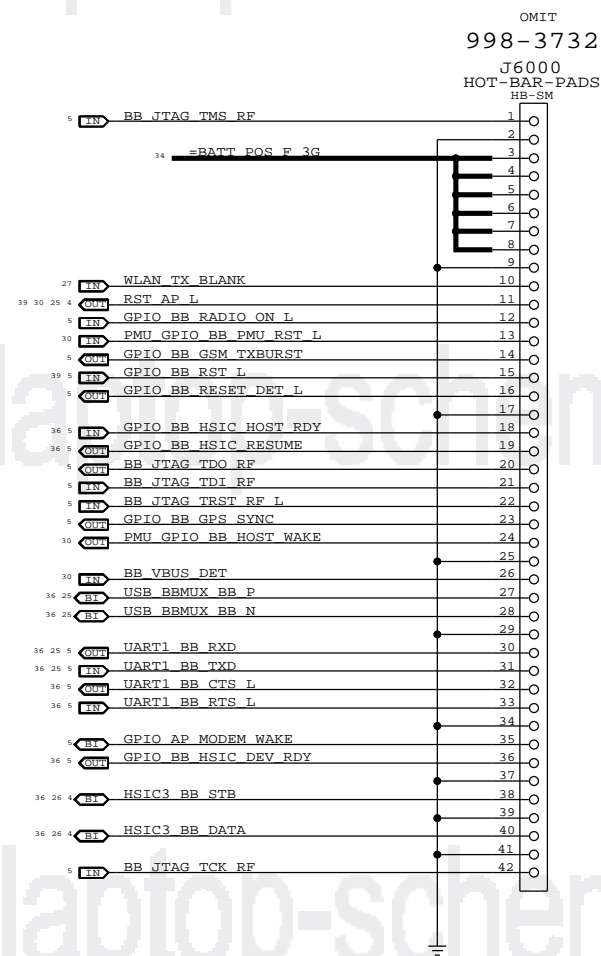 OMIT
998-3732
J6000
HOT-BAR-PADS
HB-SM
5 IN BB_JTAG_TMS_RF 1
2
34 =BATT_POS_F_3G 3
4
5
6
7
8
9
27 IN WLAN_TX_BLANK 10
39 30 25 4 OUT RST_AP_L 11
5 IN GPIO_BB_RADIO_ON_L 12
30 IN PMU_GPIO_BB_PMU_RST_L 13
5 OUT GPIO_BB_GSM_TXBURST 14
39 5 IN GPIO_BB_RST_L 15
5 OUT GPIO_BB_RESET_DET_L 16
17
36 5 IN GPIO_BB_HSIC_HOST_RDY 18
36 5 OUT GPIO_BB_HSIC_RESUME 19
5 OUT BB_JTAG_TDO_RF 20
5 IN BB_JTAG_TDI_RF 21
5 IN BB_JTAG_TRST_RF_L 22
5 OUT GPIO_BB_GPS_SYNC 23
30 OUT PMU_GPIO_BB_HOST_WAKE 24
25
30 IN BB_VBUS_DET 26
36 25 BI USB_BBMUX_BB_P 27
36 25 BI USB_BBMUX_BB_N 28
29
36 25 5 OUT UART1_BB_RXD 30
36 25 5 IN UART1_BB_TXD 31
36 5 OUT UART1_BB_CTS_L 32
36 5 IN UART1_BB_RTS_L 33
34
5 BI GPIO_AP_MODEM_WAKE 35
36 5 OUT GPIO_BB_HSIC_DEV_RDY 36
37
36 26 4 BI HSIC3_BB_STB 38
39
36 26 4 BI HSIC3_BB_DATA 40
41
5 IN BB_JTAG_TCK_RF 42
laptop-schem
laptop-schem